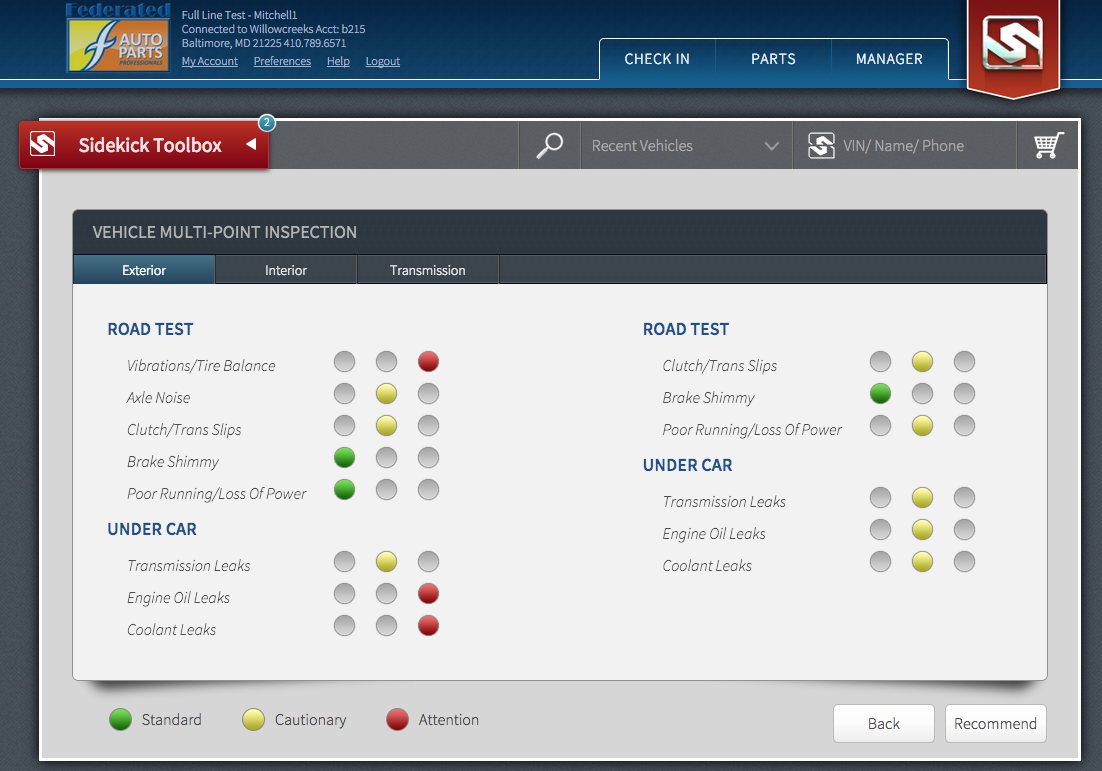 Federated
AUTO
PARTS
PROFESSIONALS
Full Line Test - Mitchell1
Connected to Willowcreeks Acct: b215
Baltimore, MD 21225 410.789.6571
My Account Preferences Help Logout
CHECK IN PARTS MANAGER
2
Sidekick Toolbox
Recent Vehicles
VIN/ Name/ Phone
VEHICLE MULTI-POINT INSPECTION
Exterior Interior Transmission
ROAD TEST
Vibrations/Tire Balance
Axle Noise
Clutch/Trans Slips
Brake Shimmy
Poor Running/Loss Of Power
UNDER CAR
Transmission Leaks
Engine Oil Leaks
Coolant Leaks
ROAD TEST
Clutch/Trans Slips
Brake Shimmy
Poor Running/Loss Of Power
UNDER CAR
Transmission Leaks
Engine Oil Leaks
Coolant Leaks
Standard Cautionary Attention
Back Recommend